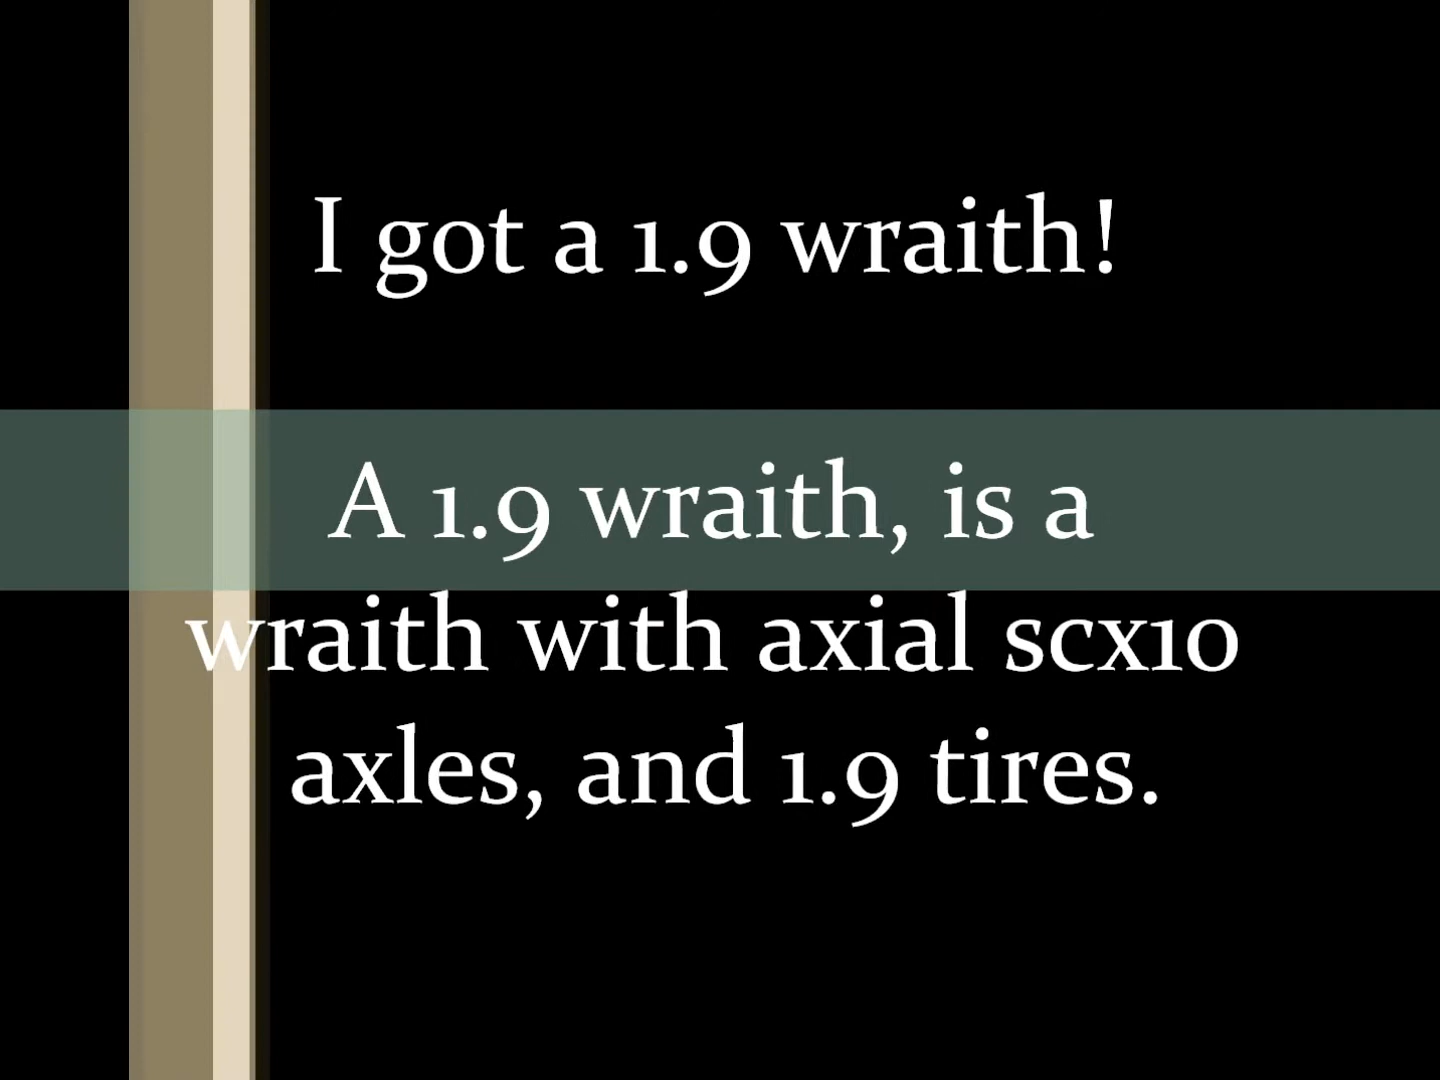 I got a 1.9 wraith!
A 1.9 wraith, is a
wraith with axial scx10
axles, and 1.9 tires.